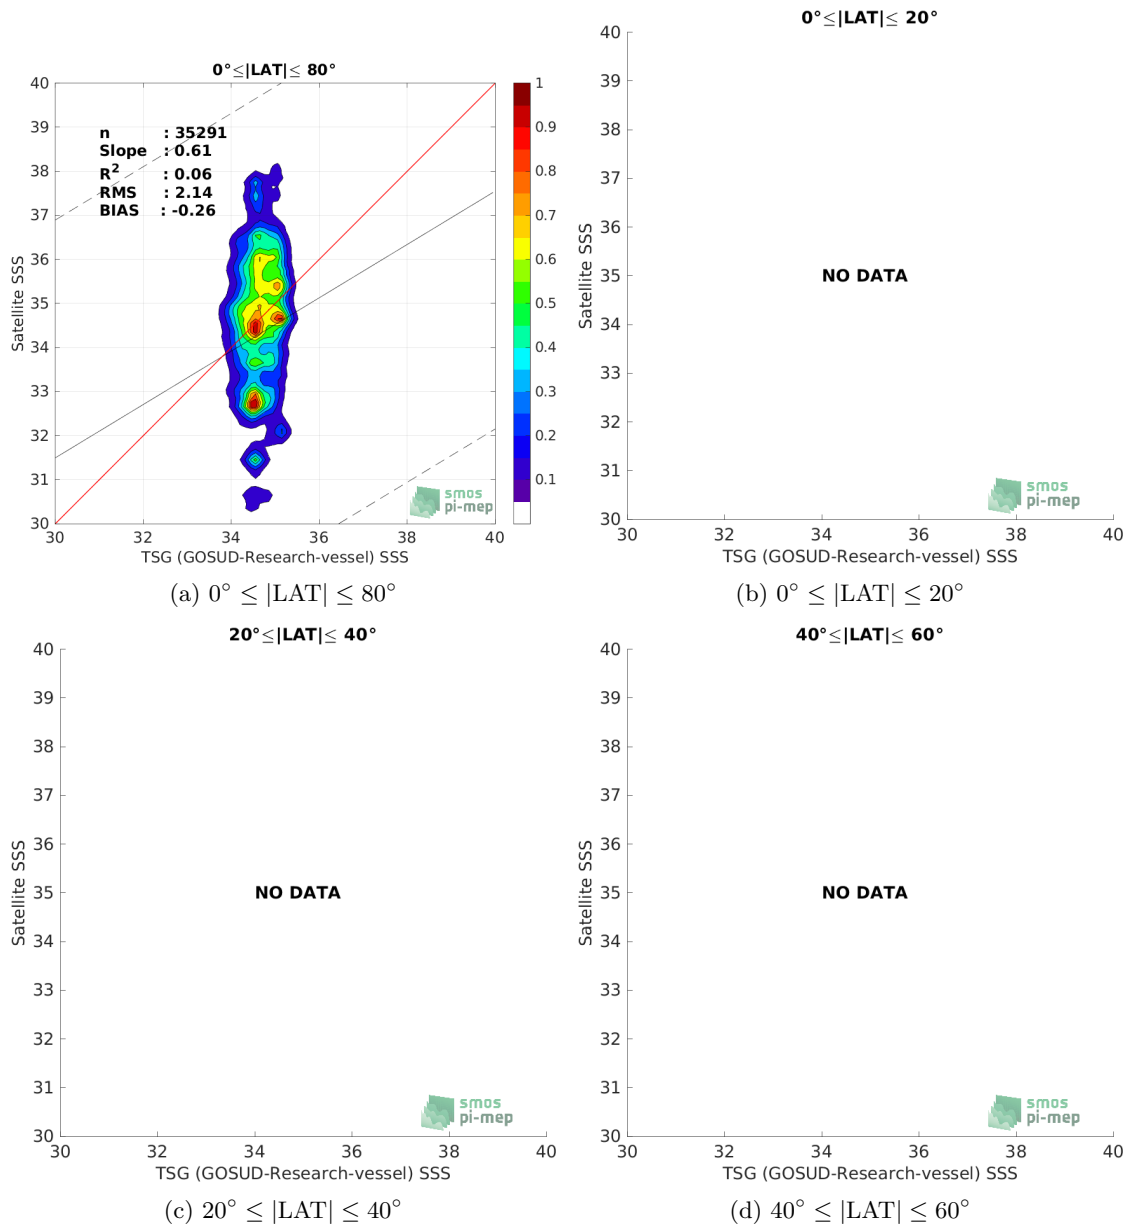 0°≤|LAT|≤ 80°
n : 35291
Slope : 0.61
R² : 0.06
RMS : 2.14
BIAS : -0.26
Satellite SSS
40
39
38
37
36
35
34
33
32
31
30
30 32 34 36 38 40
TSG (GOSUD-Research-vessel) SSS
1
0.9
0.8
0.7
0.6
0.5
0.4
0.3
0.2
0.1
smos
pi-mep
(a) 0° ≤ |LAT| ≤ 80°
0°≤|LAT|≤ 20°
Satellite SSS
40
39
38
37
36
35
34
33
32
31
30
NO DATA
smos
pi-mep
30 32 34 36 38 40
TSG (GOSUD-Research-vessel) SSS
(b) 0° ≤ |LAT| ≤ 20°
20°≤|LAT|≤ 40°
Satellite SSS
40
39
38
37
36
35
34
33
32
31
30
NO DATA
smos
pi-mep
30 32 34 36 38 40
TSG (GOSUD-Research-vessel) SSS
(c) 20° ≤ |LAT| ≤ 40°
40°≤|LAT|≤ 60°
Satellite SSS
40
39
38
37
36
35
34
33
32
31
30
NO DATA
smos
pi-mep
30 32 34 36 38 40
TSG (GOSUD-Research-vessel) SSS
(d) 40° ≤ |LAT| ≤ 60°